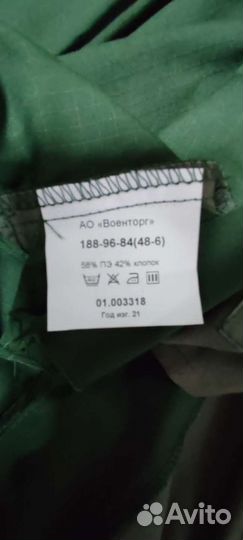 АО «Военторг»
188-96-84(48-6)
58% ПЭ 42% хлопок
01.003318
Год изг. 21
Avito